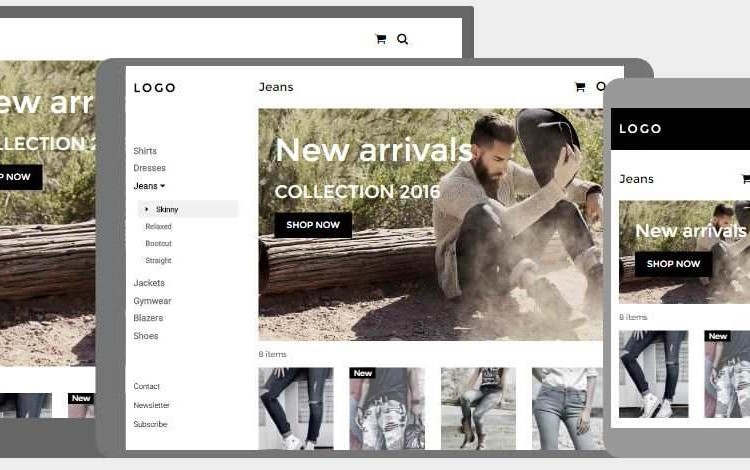 ew arr
LLECTION 2
P NOW
New
LOGO
Jeans
Shirts
Dresses
Jeans
Skinny
Relaxed
Bootcut
Straight
Jackets
Gymwear
Blazers
Shoes
Contact
Newsletter
Subscribe
New arrivals
COLLECTION 2016
SHOP NOW
8 items
New
LOGO
Jeans
New arrivals
SHOP NOW
8 items
New